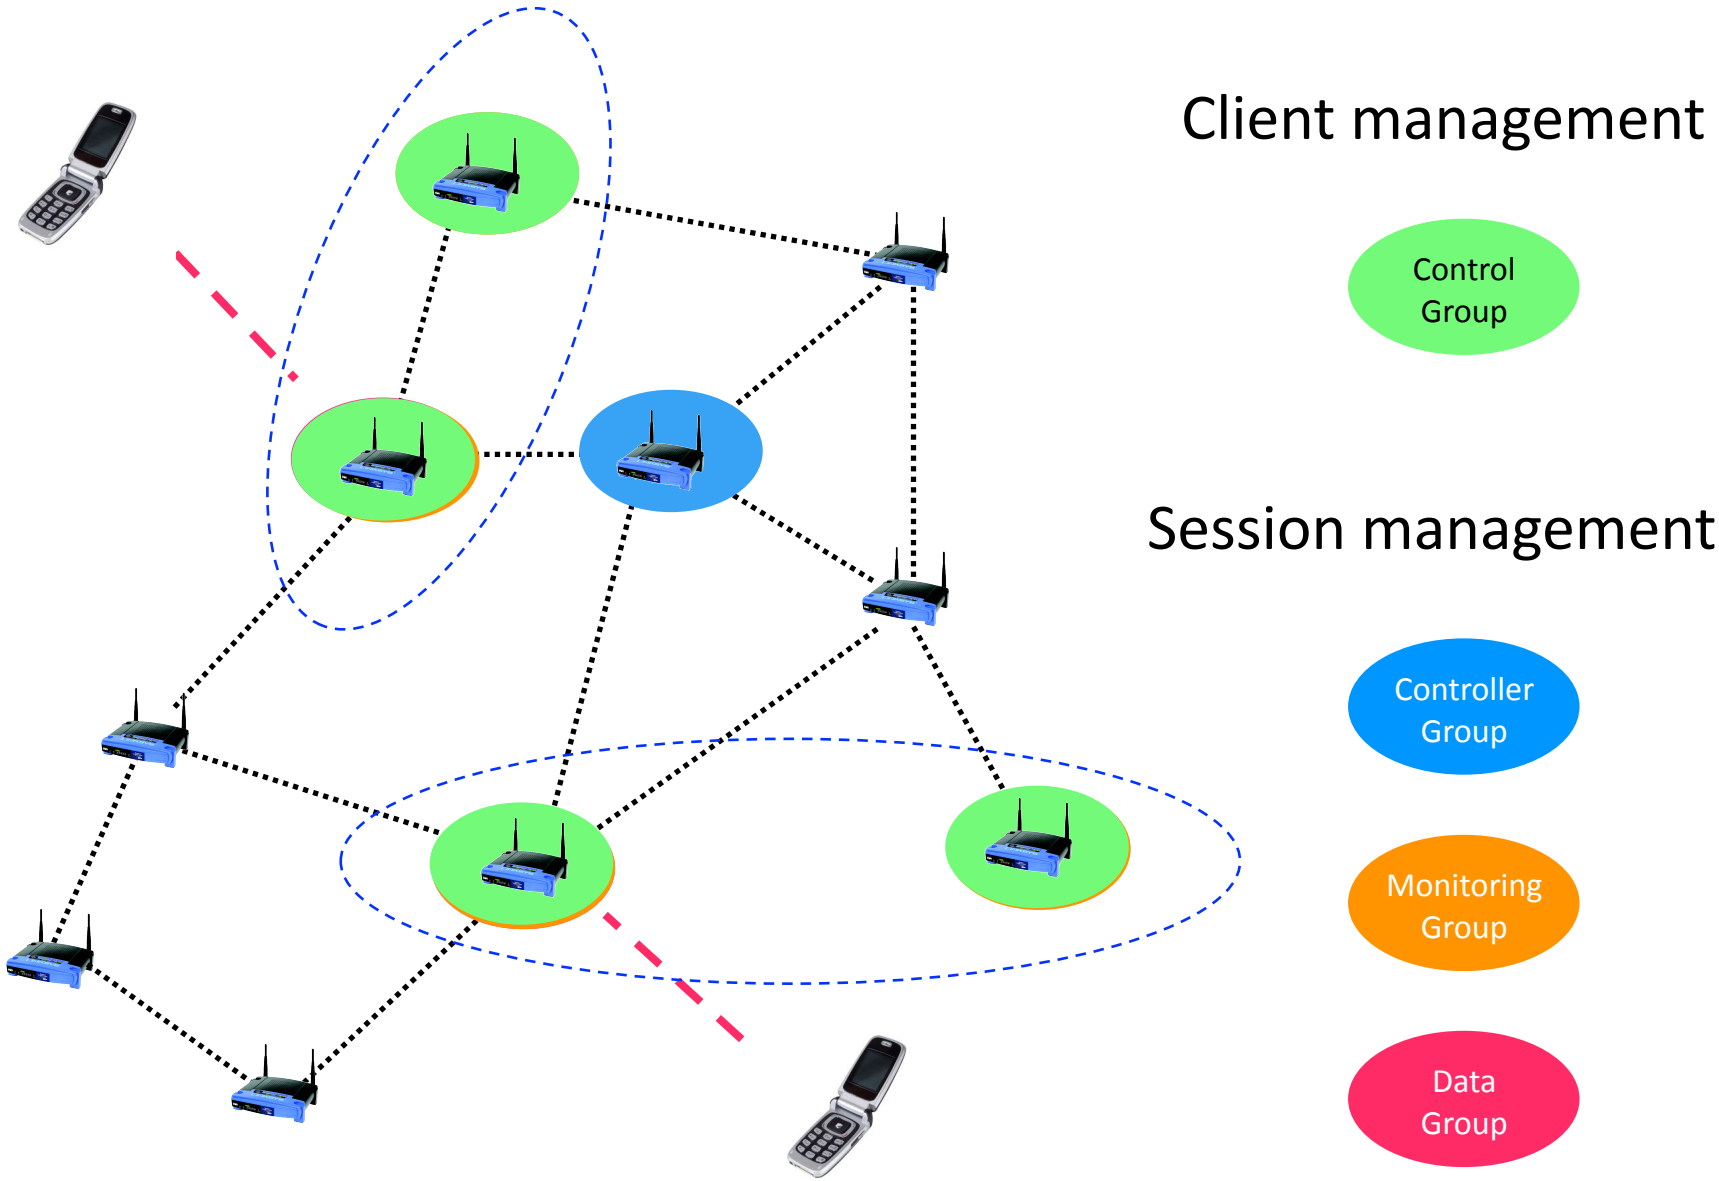 Client management
Control
Group
Session management
Controller
Group
Monitoring
Group
Data
Group